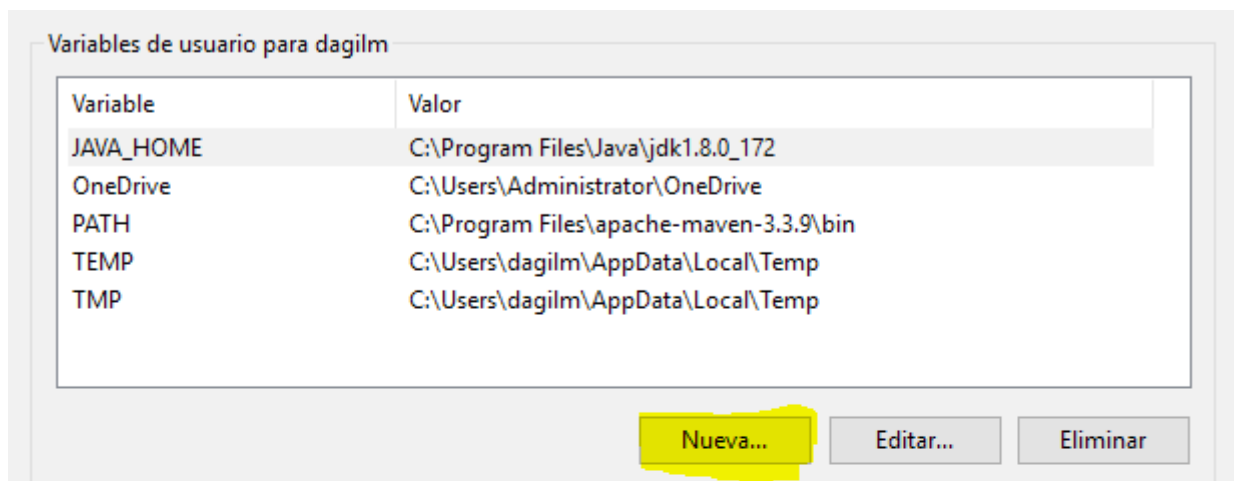 Variables de usuario para dagilm
Variable Valor
JAVA_HOME C:\Program Files\Java\jdk1.8.0_172
OneDrive C:\Users\Administrator\OneDrive
PATH C:\Program Files\apache-maven-3.3.9\bin
TEMP C:\Users\dagilm\AppData\Local\Temp
TMP C:\Users\dagilm\AppData\Local\Temp
Nueva... Editar... Eliminar